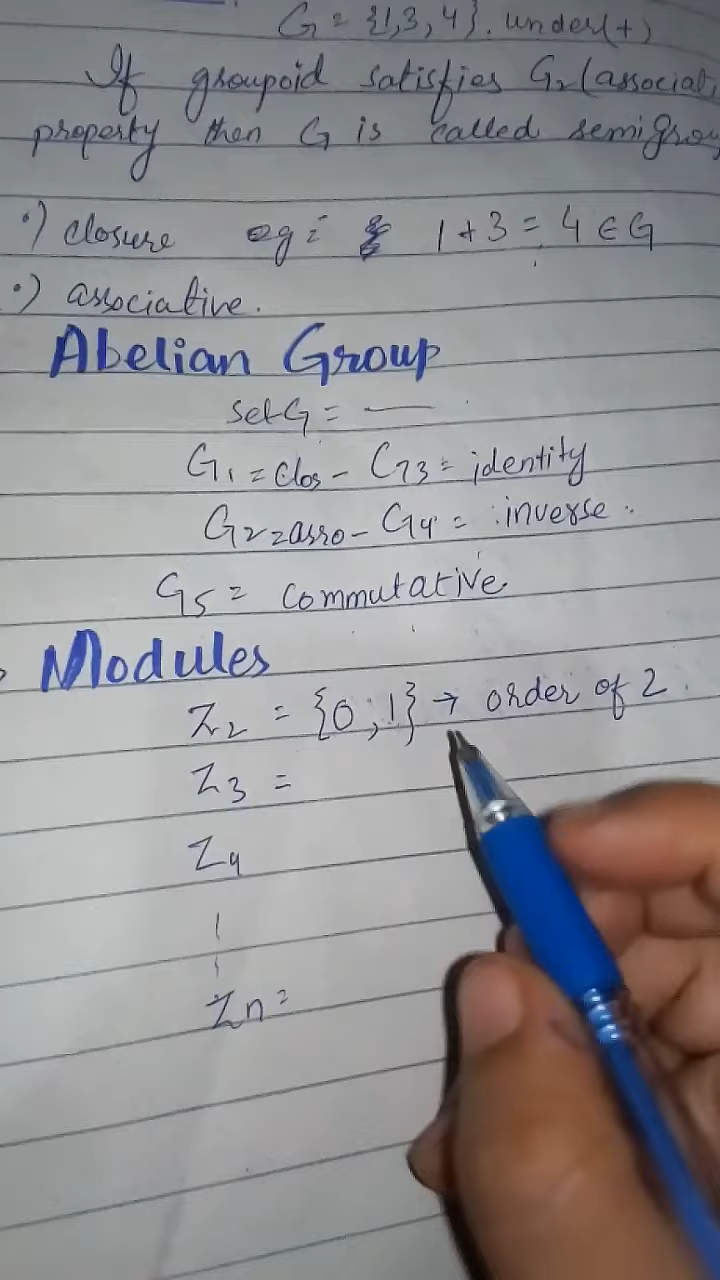 G = {1,3,4}. under(+)
If groupoid satisfies G2 (associati
property then G is called semigrou
•) closure eg: 1+3 = 4 ∈ G
•) associative.
Abelian Group
set G = —
G1 = clos - G3 = identity
G2 = asso - G4 = inverse
G5 = commutative
Modules
Z2 = {0,1} → order of 2.
Z3 =
Z4
Zn =